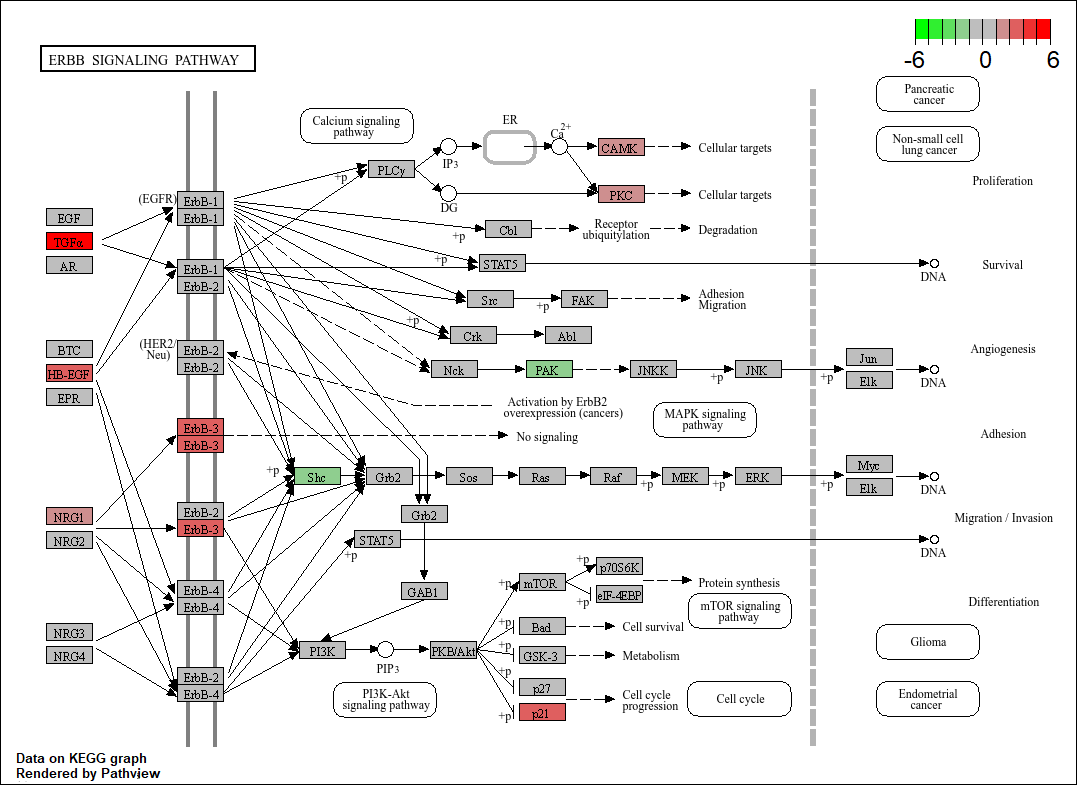 ERBB SIGNALING PATHWAY
-6 0 6
Pancreatic
cancer
Non-small cell
lung cancer
Calcium signaling
pathway
ER
Ca
2+
IP3
CAMK
Cellular targets
PLCγ
+p
DG
PKC
Cellular targets
Proliferation
(EGFR)
ErbB-1
ErbB-1
EGF
TGFα
AR
Cbl
+p
Receptor
ubiquitylation
Degradation
STAT5
+p
DNA
Survival
ErbB-1
ErbB-2
Src
+p
FAK
Adhesion
Migration
+p
Crk
Abl
(HER2/
Neu)
ErbB-2
ErbB-2
BTC
HB-EGF
EPR
Nck
PAK
JNKK
+p
JNK
+p
Jun
Elk
DNA
Angiogenesis
Activation by ErbB2
overexpression (cancers)
MAPK signaling
pathway
ErbB-3
ErbB-3
No signaling
Adhesion
+p
Shc
Grb2
Sos
Ras
Raf
+p
MEK
+p
ERK
+p
Myc
Elk
DNA
NRG1
NRG2
ErbB-2
ErbB-3
Grb2
Migration / Invasion
STAT5
+p
DNA
GAB1
+p
mTOR
+p
p70S6K
+p
eIF-4EBP
Protein synthesis
mTOR signaling
pathway
Differentiation
ErbB-4
ErbB-4
NRG3
NRG4
PI3K
PIP3
PKB/Akt
+p
Bad
Cell survival
+p
GSK-3
Metabolism
Glioma
ErbB-2
ErbB-4
PI3K-Akt
signaling pathway
+p
p27
+p
p21
Cell cycle
progression
Cell cycle
Endometrial
cancer
Data on KEGG graph
Rendered by Pathview